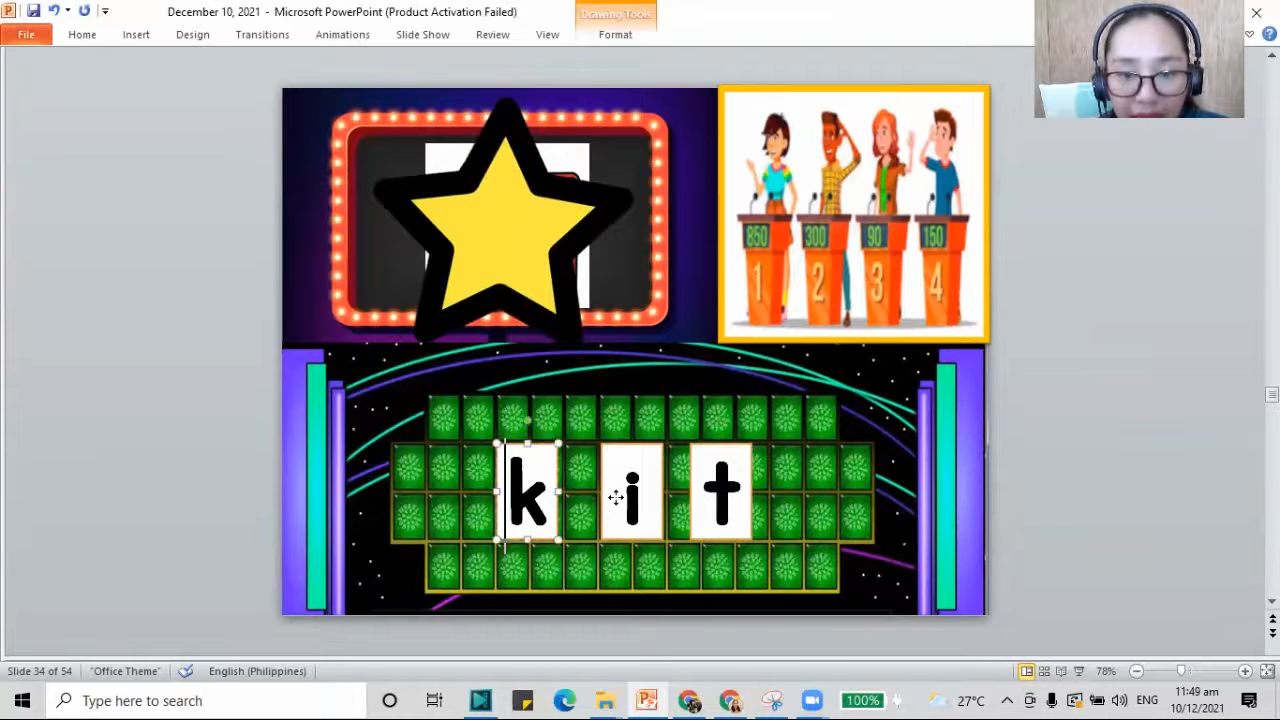 December 10, 2021 - Microsoft PowerPoint (Product Activation Failed)
Drawing Tools
File
Home
Insert
Design
Transitions
Animations
Slide Show
Review
View
Format
850
300
90
150
1
2
3
4
k i t
Slide 34 of 54
"Office Theme"
English (Philippines)
78%
Type here to search
100%
27°C
ENG
11:49 am
10/12/2021